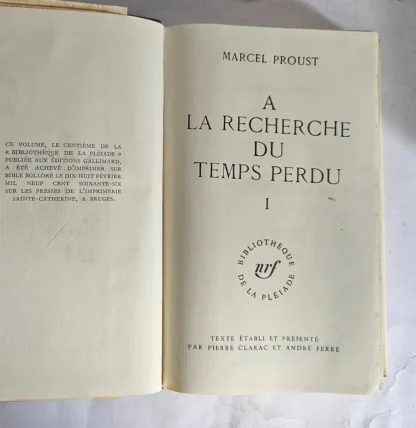 CE VOLUME, LE CENTIÈME DE LA
« BIBLIOTHÈQUE DE LA PLÉIADE »
PUBLIÉE AUX ÉDITIONS GALLIMARD,
A ÉTÉ ACHEVÉ D'IMPRIMER SUR
BIBLE BOLLORÉ LE DIX-HUIT FÉVRIER
MIL NEUF CENT SOIXANTE-SIX
SUR LES PRESSES DE L'IMPRIMERIE
SAINTE-CATHERINE, A BRUGES.
MARCEL PROUST
A
LA RECHERCHE
DU
TEMPS PERDU
I
BIBLIOTHÈQUE
nrf
DE LA PLÉIADE
TEXTE ÉTABLI ET PRÉSENTÉ
PAR PIERRE CLARAC ET ANDRÉ FERRÉ